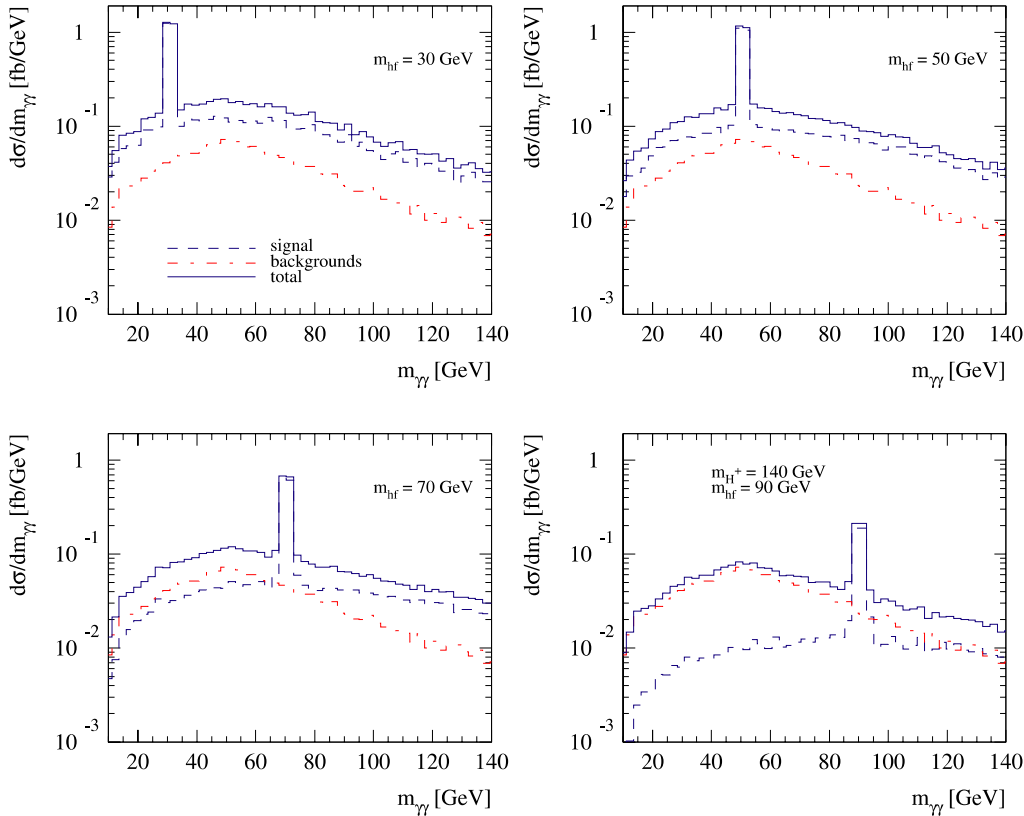 dσ/dm_γγ [fb/GeV]
1
10^-1
10^-2
10^-3
m_hf = 30 GeV
signal
backgrounds
total
20 40 60 80 100 120 140
m_γγ [GeV]
dσ/dm_γγ [fb/GeV]
1
10^-1
10^-2
10^-3
m_hf = 50 GeV
20 40 60 80 100 120 140
m_γγ [GeV]
dσ/dm_γγ [fb/GeV]
1
10^-1
10^-2
10^-3
m_hf = 70 GeV
20 40 60 80 100 120 140
m_γγ [GeV]
dσ/dm_γγ [fb/GeV]
1
10^-1
10^-2
10^-3
m_H^+ = 140 GeV
m_hf = 90 GeV
20 40 60 80 100 120 140
m_γγ [GeV]